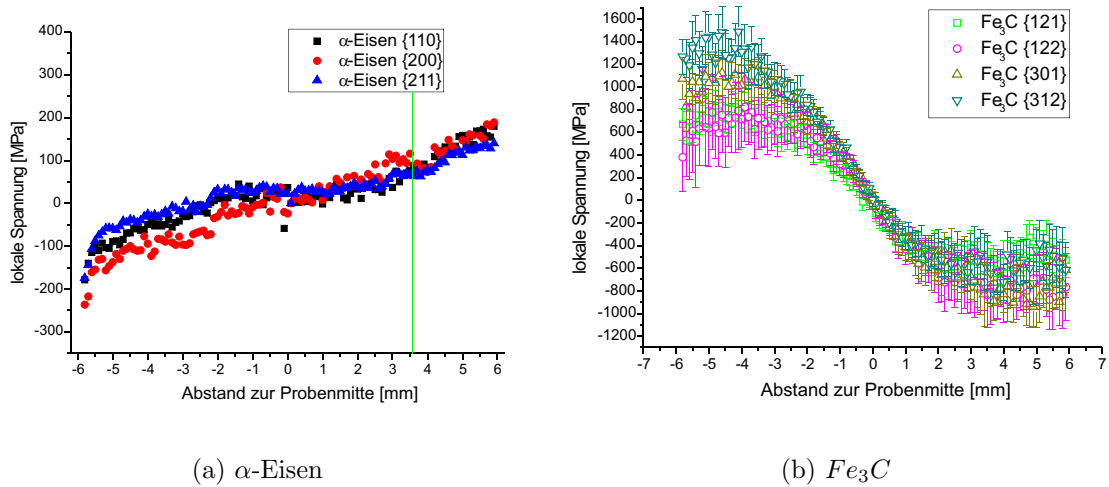 400
300
200
100
0
-100
-200
-300
-6 -5 -4 -3 -2 -1 0 1 2 3 4 5 6
lokale Spannung [MPa]
Abstand zur Probenmitte [mm]
α-Eisen {110}
α-Eisen {200}
α-Eisen {211}
(a) α-Eisen
1600
1400
1200
1000
800
600
400
200
0
-200
-400
-600
-800
-1000
-1200
-7 -6 -5 -4 -3 -2 -1 0 1 2 3 4 5 6 7
lokale Spannung [MPa]
Abstand zur Probenmitte [mm]
Fe₃C {121}
Fe₃C {122}
Fe₃C {301}
Fe₃C {312}
(b) Fe₃C